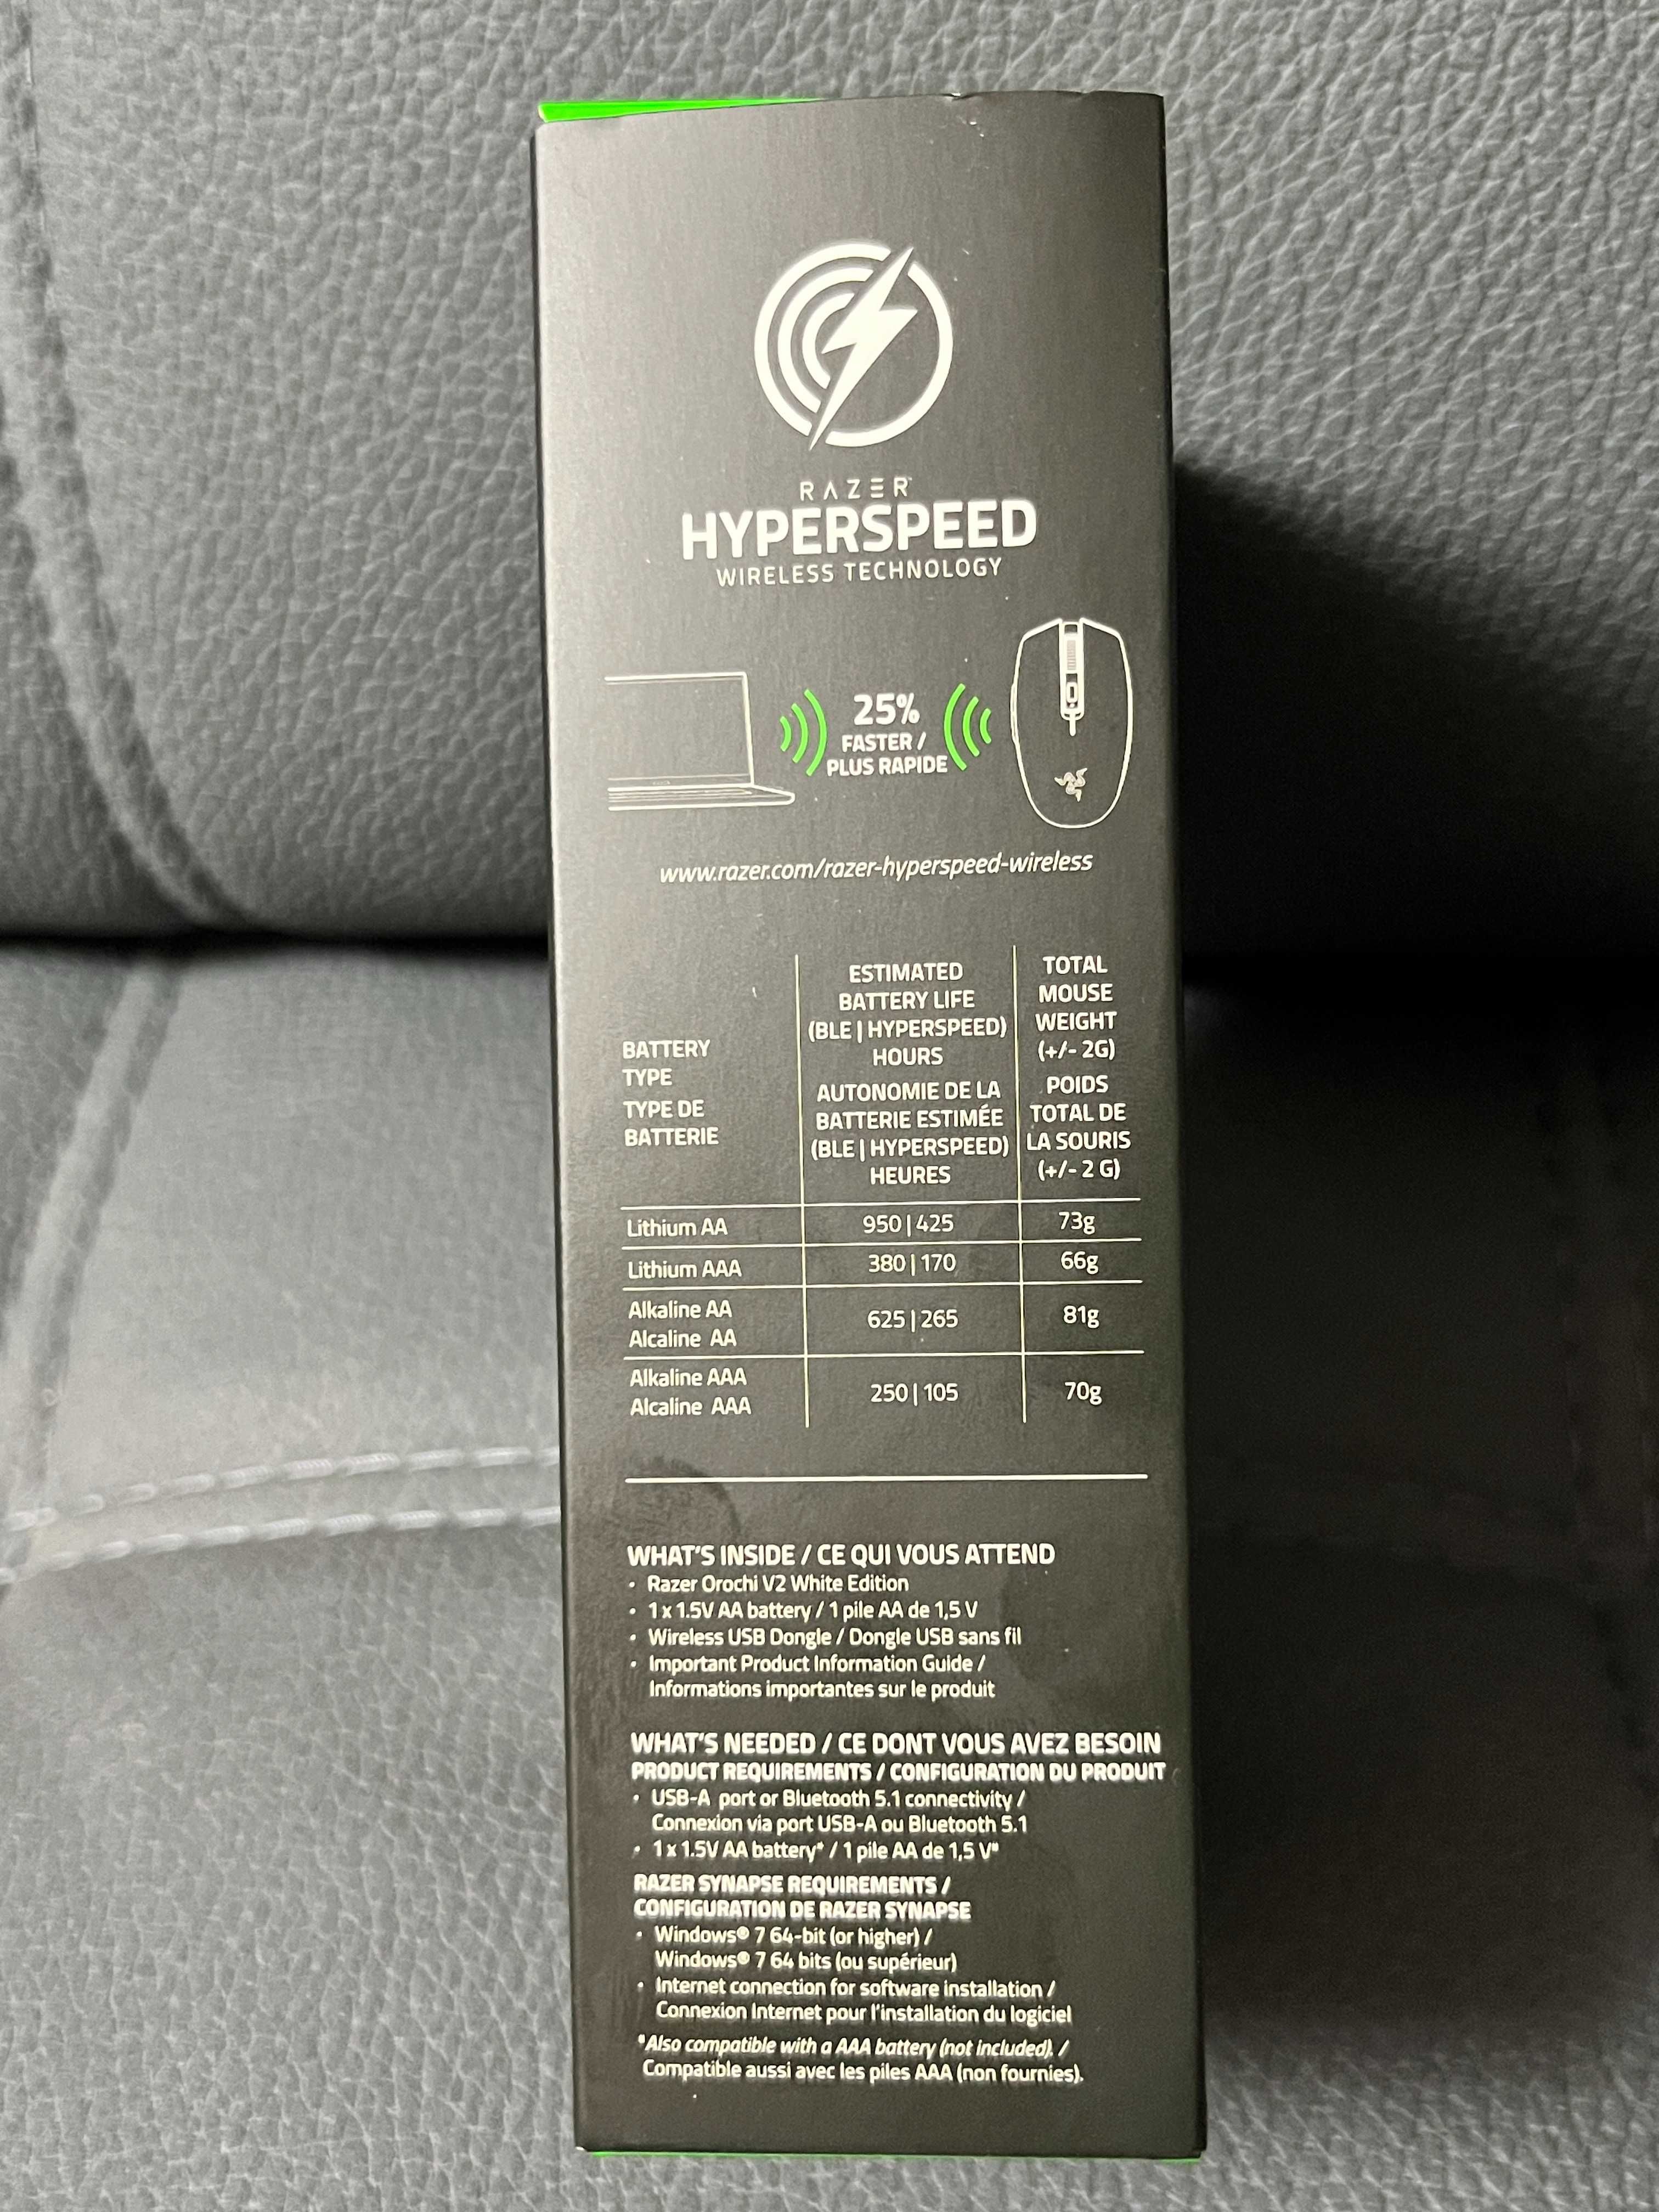 RAZER
HYPERSPEED
WIRELESS TECHNOLOGY
25%
FASTER /
PLUS RAPIDE
www.razer.com/razer-hyperspeed-wireless
BATTERY
TYPE
TYPE DE
BATTERIE
ESTIMATED
BATTERY LIFE
(BLE | HYPERSPEED)
HOURS
AUTONOMIE DE LA
BATTERIE ESTIMÉE
(BLE | HYPERSPEED)
HEURES
TOTAL
MOUSE
WEIGHT
(+/- 2G)
POIDS
TOTAL DE
LA SOURIS
(+/- 2 G)
Lithium AA 950 | 425 73g
Lithium AAA 380 | 170 66g
Alkaline AA
Alcaline AA 625 | 265 81g
Alkaline AAA
Alcaline AAA 250 | 105 70g
WHAT'S INSIDE / CE QUI VOUS ATTEND
• Razer Orochi V2 White Edition
• 1 x 1.5V AA battery / 1 pile AA de 1,5 V
• Wireless USB Dongle / Dongle USB sans fil
• Important Product Information Guide /
Informations importantes sur le produit
WHAT'S NEEDED / CE DONT VOUS AVEZ BESOIN
PRODUCT REQUIREMENTS / CONFIGURATION DU PRODUIT
• USB-A port or Bluetooth 5.1 connectivity /
Connexion via port USB-A ou Bluetooth 5.1
• 1 x 1.5V AA battery* / 1 pile AA de 1,5 V*
RAZER SYNAPSE REQUIREMENTS /
CONFIGURATION DE RAZER SYNAPSE
• Windows® 7 64-bit (or higher) /
Windows® 7 64 bits (ou supérieur)
• Internet connection for software installation /
Connexion Internet pour l'installation du logiciel
*Also compatible with a AAA battery (not included). /
Compatible aussi avec les piles AAA (non fournies).